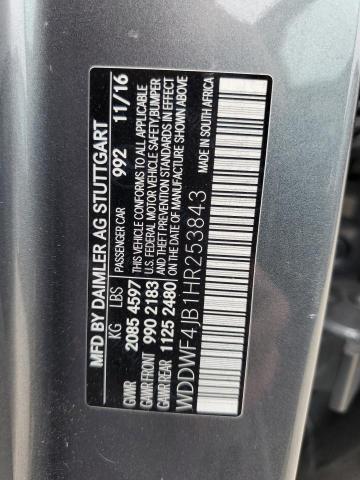 MFD BY DAIMLER AG STUTTGART
KG LBS PASSENGER CAR 992 11/16
GWR 2085 4597 THIS VEHICLE CONFORMS TO ALL APPLICABLE
GAWR FRONT 990 2183 U.S. FEDERAL MOTOR VEHICLE SAFETY,BUMPER
GAWR REAR 1125 2480 AND THEFT PREVENTION STANDARDS IN EFFECT
ON THE DATE OF MANUFACTURE SHOWN ABOVE
WDDWF4JB1HR253843 MADE IN SOUTH AFRICA